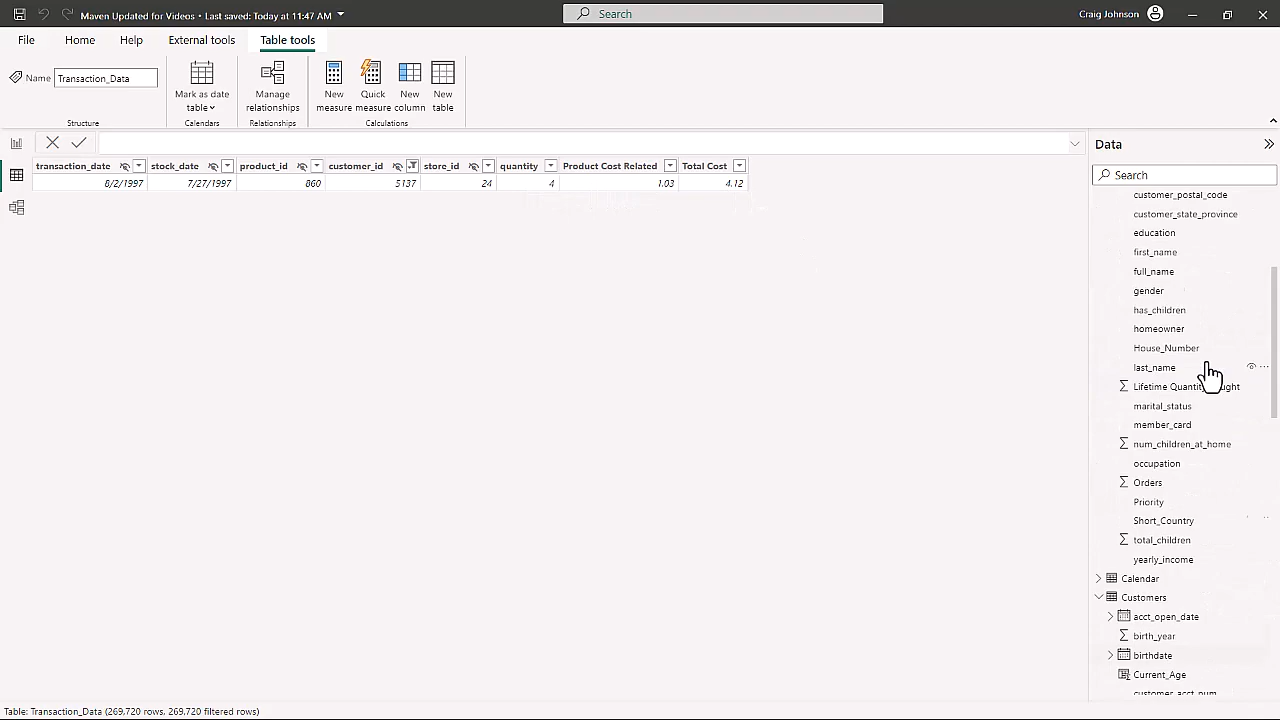 Maven Updated for Videos • Last saved: Today at 11:47 AM
Search
Craig Johnson
File Home Help External tools Table tools
Name Transaction_Data
Mark as date table
Manage relationships
New measure
Quick measure
New column
New table
Structure Calendars Relationships Calculations
transaction_date stock_date product_id customer_id store_id quantity Product Cost Related Total Cost
8/2/1997 7/27/1997 860 5137 24 4 1.03 4.12
Data
Search
customer_postal_code
customer_state_province
education
first_name
full_name
gender
has_children
homeowner
House_Number
last_name
Lifetime Quantity ght
marital_status
member_card
num_children_at_home
occupation
Orders
Priority
Short_Country
total_children
yearly_income
Calendar
Customers
acct_open_date
birth_year
birthdate
Current_Age
customer_acct_num
Table: Transaction_Data (269,720 rows, 269,720 filtered rows)